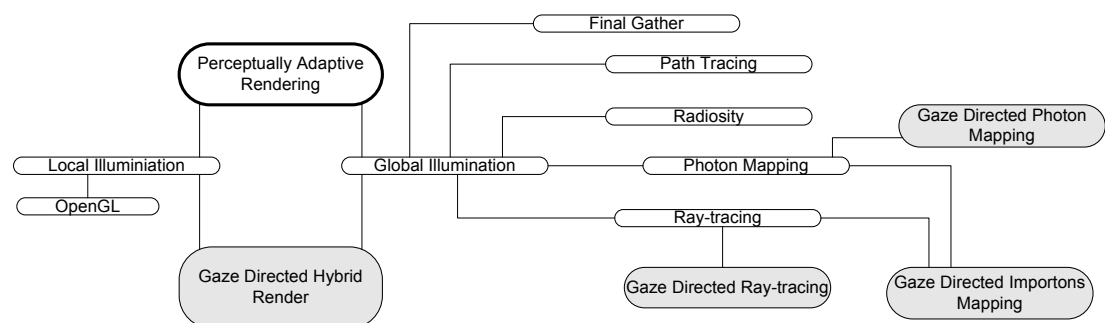 Final Gather
Perceptually Adaptive
Rendering
Path Tracing
Radiosity
Gaze Directed Photon
Mapping
Local Illuminiation
Global Illumination
Photon Mapping
OpenGL
Ray-tracing
Gaze Directed Hybrid
Render
Gaze Directed Ray-tracing
Gaze Directed Importons
Mapping